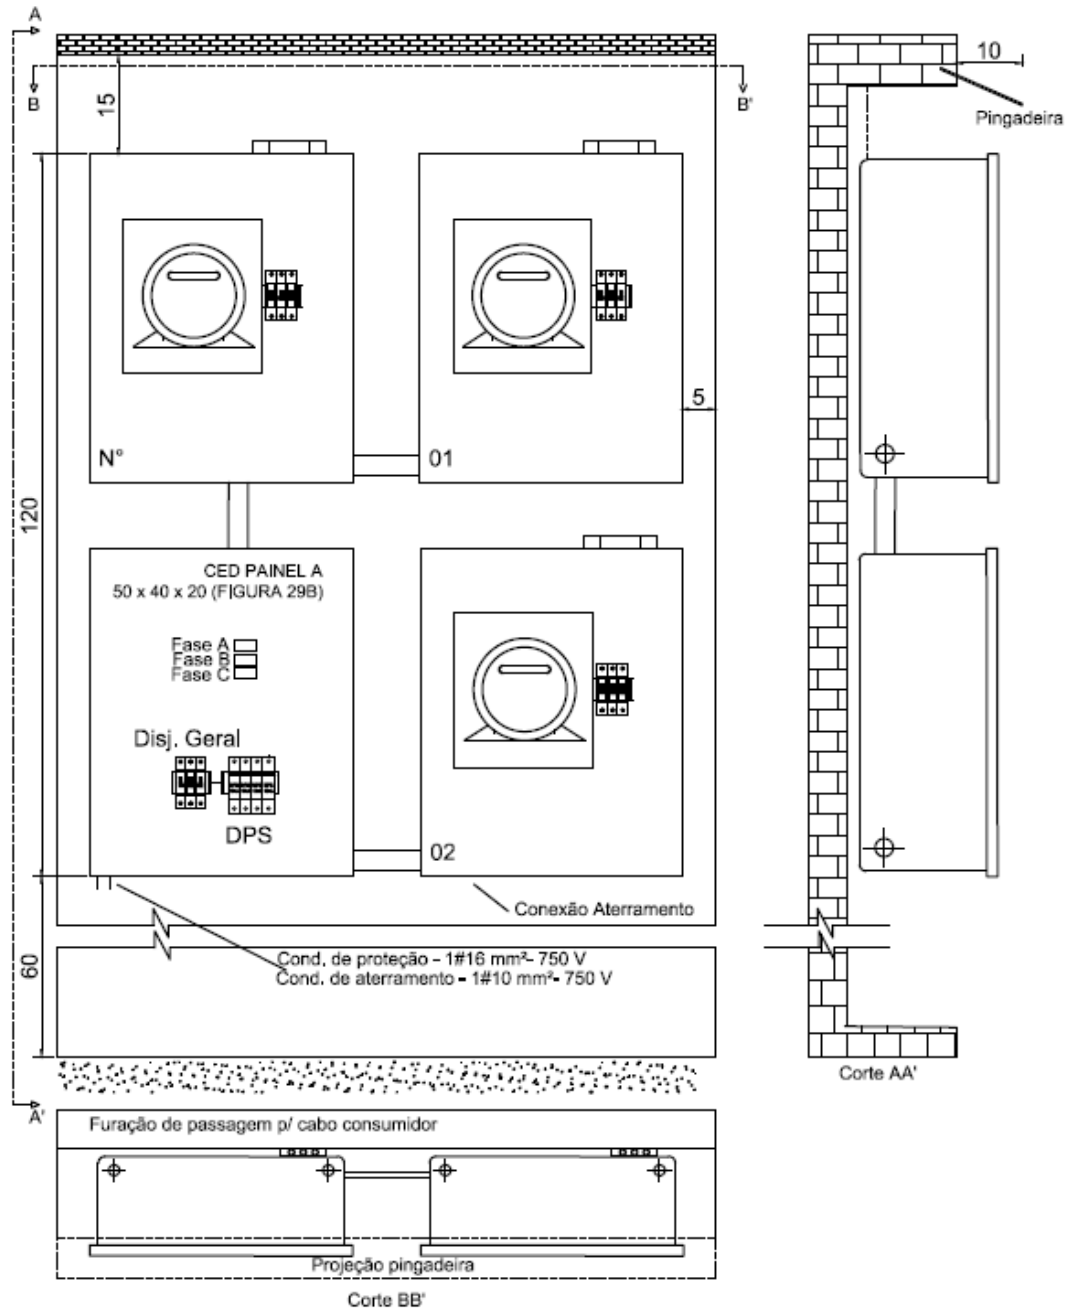 A
B
15
B'
10
Pingadeira
N°
01
5
120
CED PAINEL A
50 x 40 x 20 (FIGURA 29B)
Fase A
Fase B
Fase C
Disj. Geral
DPS
02
Conexão Aterramento
60
Cond. de proteção - 1#16 mm²- 750 V
Cond. de aterramento - 1#10 mm²- 750 V
Corte AA'
A'
Furação de passagem p/ cabo consumidor
Projeção pingadeira
Corte BB'